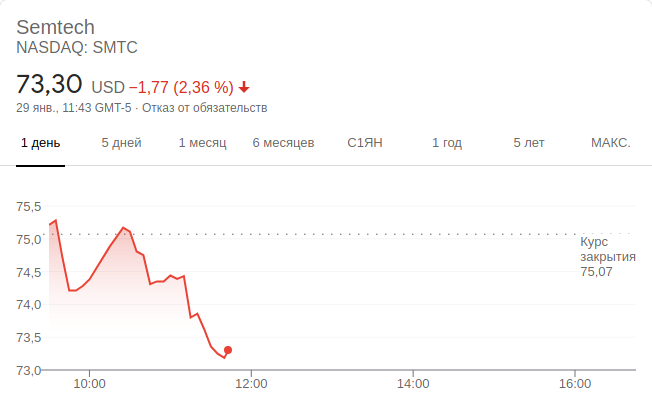 Semtech
NASDAQ: SMTC
73,30 USD −1,77 (2,36 %)
29 янв., 11:43 GMT-5 · Отказ от обязательств
1 день 5 дней 1 месяц 6 месяцев С1ЯН 1 год 5 лет МАКС.
75,5
75,0
74,5
74,0
73,5
73,0
Курс
закрытия
75,07
10:00 12:00 14:00 16:00